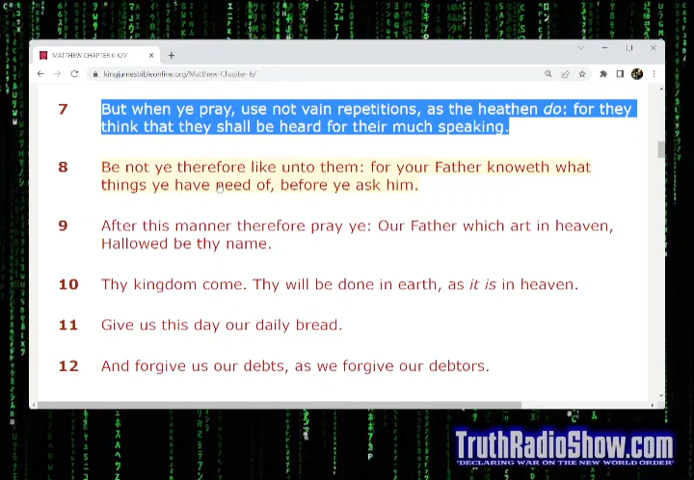 MATTHEW CHAPTER 6 KJV
kingjamesbibleonline.org/Matthew-Chapter-6/
7 But when ye pray, use not vain repetitions, as the heathen do: for they
think that they shall be heard for their much speaking.
8 Be not ye therefore like unto them: for your Father knoweth what
things ye have need of, before ye ask him.
9 After this manner therefore pray ye: Our Father which art in heaven,
Hallowed be thy name.
10 Thy kingdom come. Thy will be done in earth, as it is in heaven.
11 Give us this day our daily bread.
12 And forgive us our debts, as we forgive our debtors.
TruthRadioShow.com
"DECLARING WAR ON THE NEW WORLD ORDER"